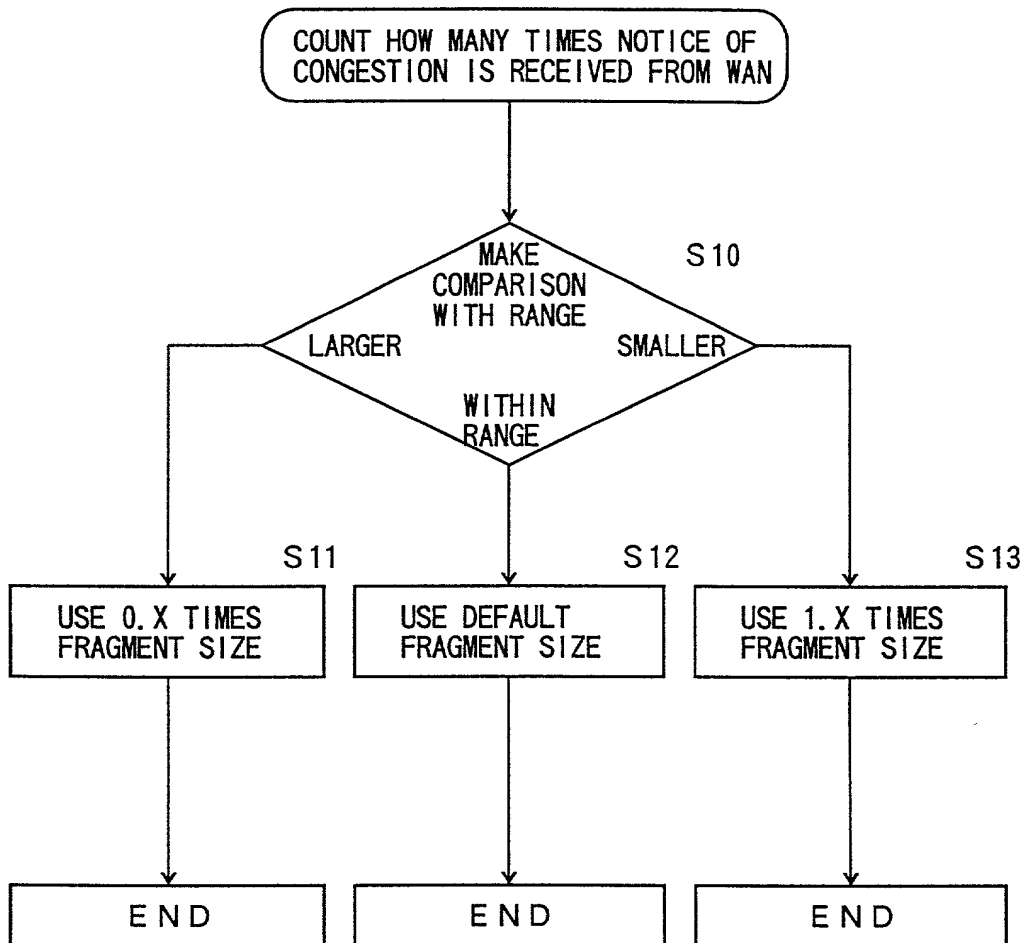 COUNT HOW MANY TIMES NOTICE OF
CONGESTION IS RECEIVED FROM WAN
MAKE
COMPARISON
WITH RANGE
S10
LARGER
SMALLER
WITHIN
RANGE
S11
S12
S13
USE 0.X TIMES
FRAGMENT SIZE
USE DEFAULT
FRAGMENT SIZE
USE 1.X TIMES
FRAGMENT SIZE
END
END
END